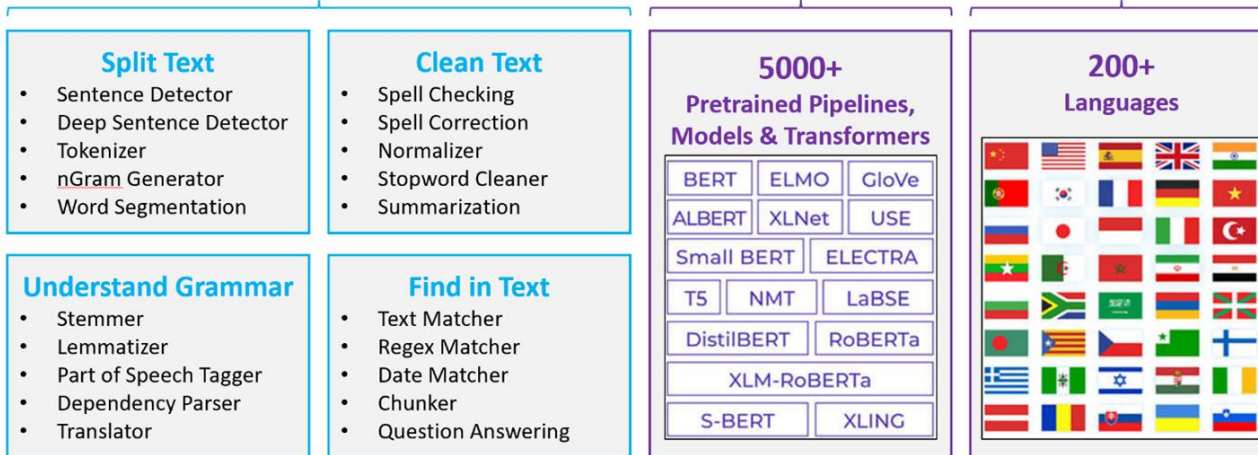 Split Text
• Sentence Detector
• Deep Sentence Detector
• Tokenizer
• nGram Generator
• Word Segmentation
Clean Text
• Spell Checking
• Spell Correction
• Normalizer
• Stopword Cleaner
• Summarization
Understand Grammar
• Stemmer
• Lemmatizer
• Part of Speech Tagger
• Dependency Parser
• Translator
Find in Text
• Text Matcher
• Regex Matcher
• Date Matcher
• Chunker
• Question Answering
5000+
Pretrained Pipelines,
Models & Transformers
BERT ELMO GloVe
ALBERT XLNet USE
Small BERT ELECTRA
T5 NMT LaBSE
DistilBERT RoBERTa
XLM-RoBERTa
S-BERT XLING
200+
Languages